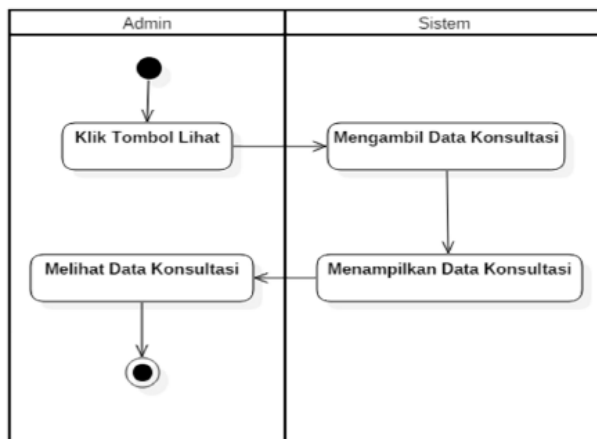 Admin
Sistem
Klik Tombol Lihat
Mengambil Data Konsultasi
Melihat Data Konsultasi
Menampilkan Data Konsultasi